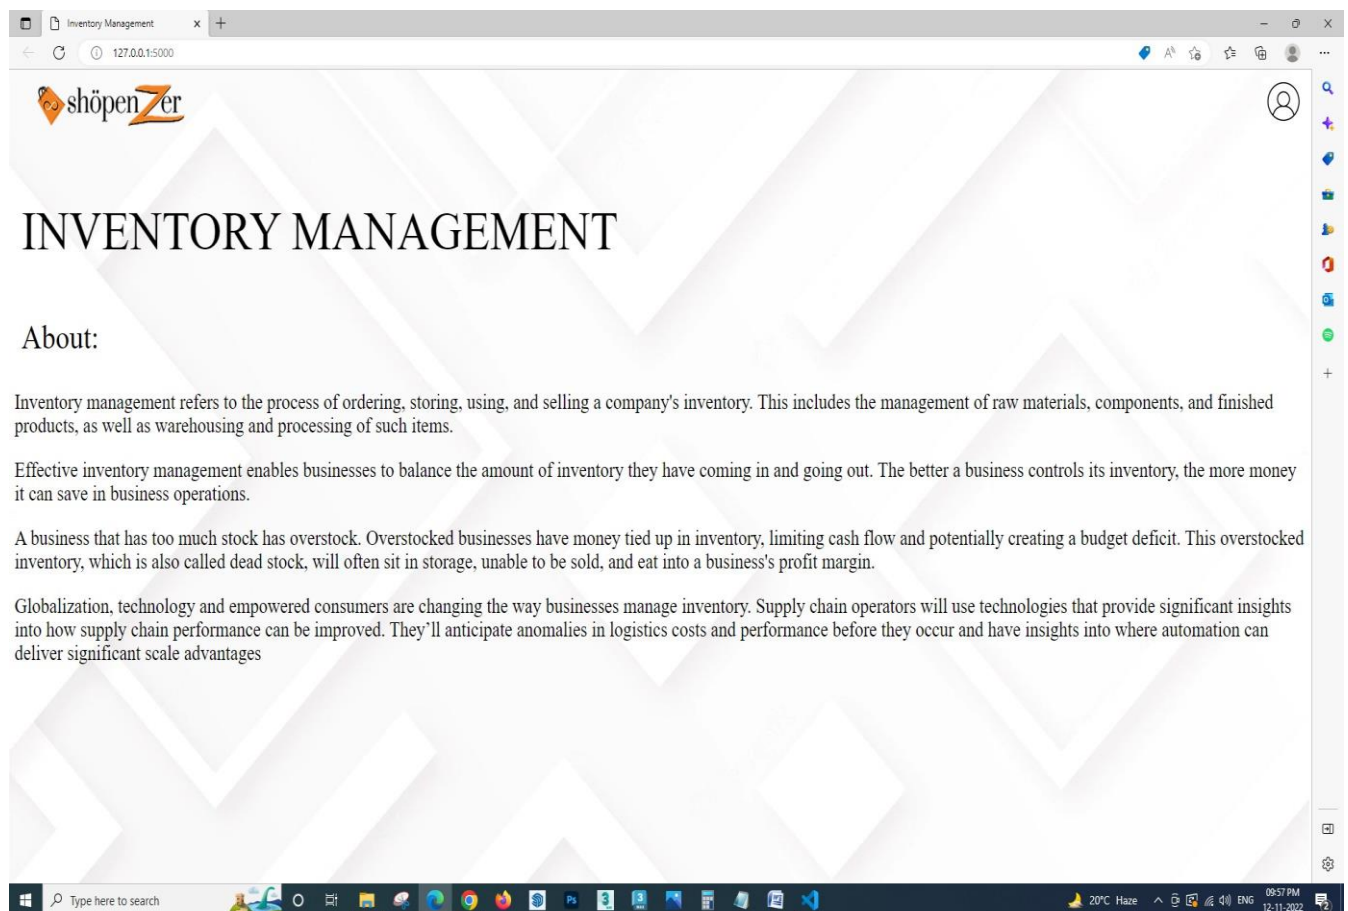 Inventory Management
127.0.0.1:5000
shöpenZer
INVENTORY MANAGEMENT
About:
Inventory management refers to the process of ordering, storing, using, and selling a company's inventory. This includes the management of raw materials, components, and finished
products, as well as warehousing and processing of such items.
Effective inventory management enables businesses to balance the amount of inventory they have coming in and going out. The better a business controls its inventory, the more money
it can save in business operations.
A business that has too much stock has overstock. Overstocked businesses have money tied up in inventory, limiting cash flow and potentially creating a budget deficit. This overstocked
inventory, which is also called dead stock, will often sit in storage, unable to be sold, and eat into a business's profit margin.
Globalization, technology and empowered consumers are changing the way businesses manage inventory. Supply chain operators will use technologies that provide significant insights
into how supply chain performance can be improved. They’ll anticipate anomalies in logistics costs and performance before they occur and have insights into where automation can
deliver significant scale advantages
Type here to search
Ps
3
3
20°C Haze
ENG
09:57 PM
12-11-2022
2